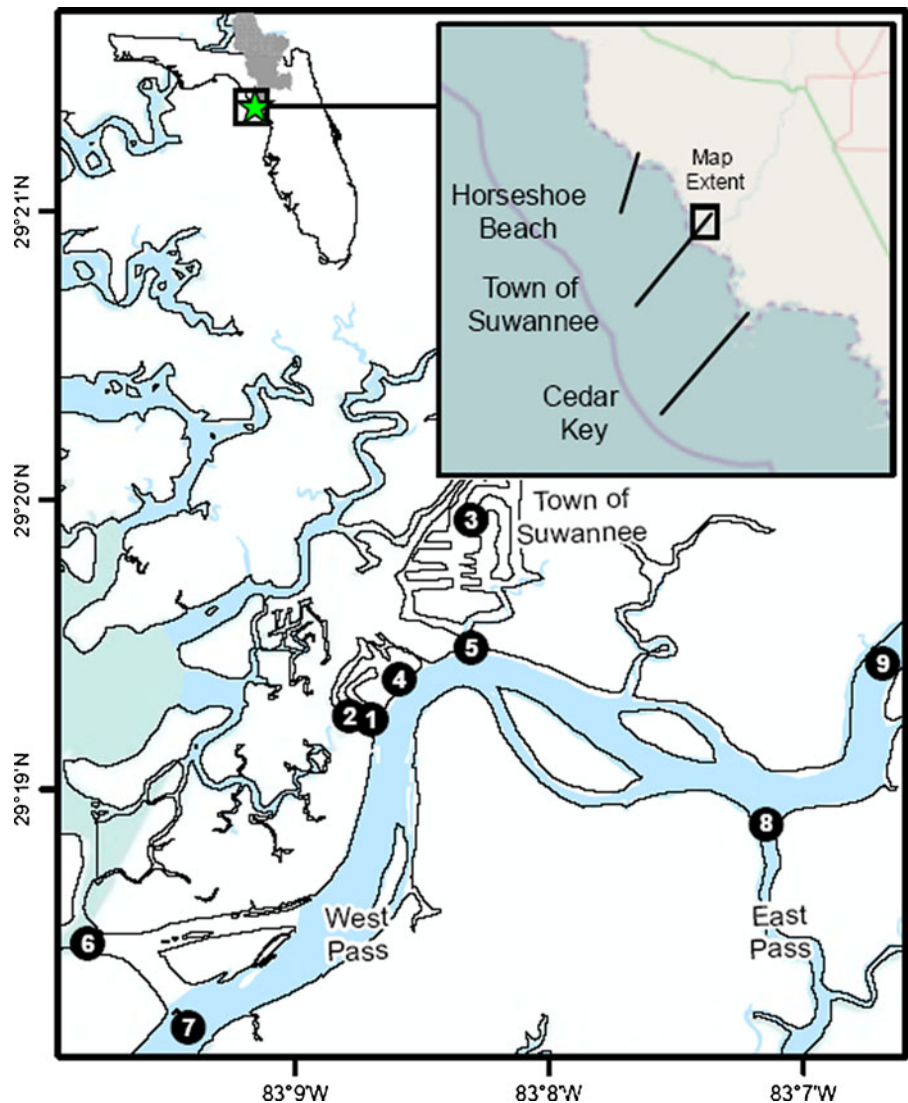 Map
Extent
Horseshoe
Beach
Town of
Suwannee
Cedar
Key
29°21'N
29°20'N
29°19'N
Town of
Suwannee
3
5
4
2
1
9
8
6
7
West
Pass
East
Pass
83°9'W
83°8'W
83°7'W